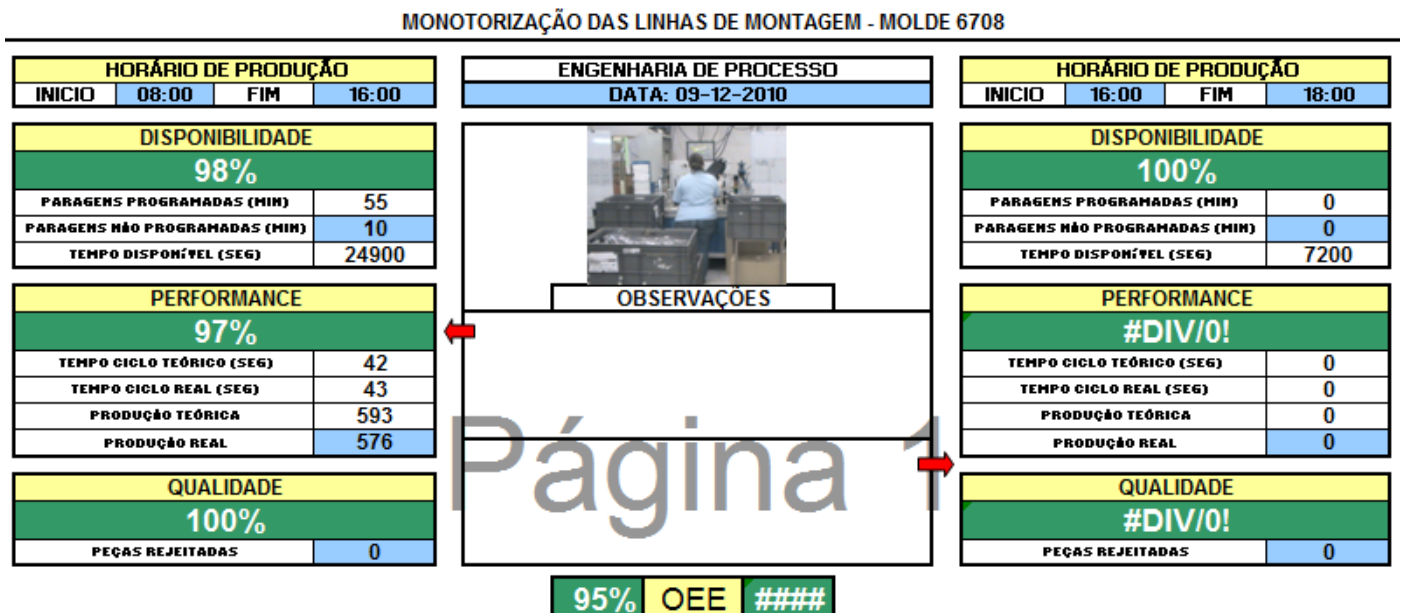 MONOTORIZAÇÃO DAS LINHAS DE MONTAGEM - MOLDE 6708
HORÁRIO DE PRODUÇÃO
INICIO 08:00 FIM 16:00
DISPONIBILIDADE
98%
PARAGENS PROGRAMADAS (MIN) 55
PARAGENS NÃO PROGRAMADAS (MIN) 10
TEMPO DISPONÍVEL (SEG) 24900
PERFORMANCE
97%
TEMPO CICLO TEÓRICO (SEG) 42
TEMPO CICLO REAL (SEG) 43
PRODUÇÃO TEÓRICA 593
PRODUÇÃO REAL 576
QUALIDADE
100%
PEÇAS REJEITADAS 0
ENGENHARIA DE PROCESSO
DATA: 09-12-2010
OBSERVAÇÕES
Página 1
HORÁRIO DE PRODUÇÃO
INICIO 16:00 FIM 18:00
DISPONIBILIDADE
100%
PARAGENS PROGRAMADAS (MIN) 0
PARAGENS NÃO PROGRAMADAS (MIN) 0
TEMPO DISPONÍVEL (SEG) 7200
PERFORMANCE
#DIV/0!
TEMPO CICLO TEÓRICO (SEG) 0
TEMPO CICLO REAL (SEG) 0
PRODUÇÃO TEÓRICA 0
PRODUÇÃO REAL 0
QUALIDADE
#DIV/0!
PEÇAS REJEITADAS 0
95% OEE ####